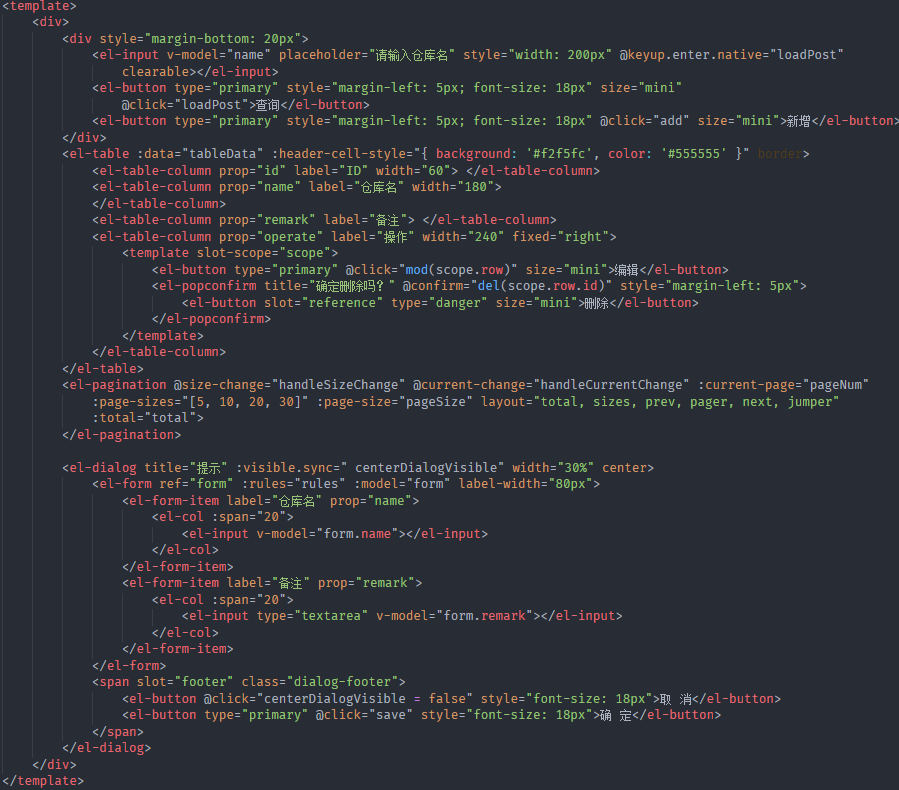 <template>
<div>
<div style="margin-bottom: 20px">
<el-input v-model="name" placeholder="请输入仓库名" style="width: 200px" @keyup.enter.native="loadPost"
clearable></el-input>
<el-button type="primary" style="margin-left: 5px; font-size: 18px" size="mini"
@click="loadPost">查询</el-button>
<el-button type="primary" style="margin-left: 5px; font-size: 18px" @click="add" size="mini">新增</el-button>
</div>
<el-table :data="tableData" :header-cell-style="{ background: '#f2f5fc', color: '#555555' }" border>
<el-table-column prop="id" label="ID" width="60"> </el-table-column>
<el-table-column prop="name" label="仓库名" width="180">
</el-table-column>
<el-table-column prop="remark" label="备注"> </el-table-column>
<el-table-column prop="operate" label="操作" width="240" fixed="right">
<template slot-scope="scope">
<el-button type="primary" @click="mod(scope.row)" size="mini">编辑</el-button>
<el-popconfirm title="确定删除吗？" @confirm="del(scope.row.id)" style="margin-left: 5px">
<el-button slot="reference" type="danger" size="mini">删除</el-button>
</el-popconfirm>
</template>
</el-table-column>
</el-table>
<el-pagination @size-change="handleSizeChange" @current-change="handleCurrentChange" :current-page="pageNum"
:page-sizes="[5, 10, 20, 30]" :page-size="pageSize" layout="total, sizes, prev, pager, next, jumper"
:total="total">
</el-pagination>
<el-dialog title="提示" :visible.sync=" centerDialogVisible" width="30%" center>
<el-form ref="form" :rules="rules" :model="form" label-width="80px">
<el-form-item label="仓库名" prop="name">
<el-col :span="20">
<el-input v-model="form.name"></el-input>
</el-col>
</el-form-item>
<el-form-item label="备注" prop="remark">
<el-col :span="20">
<el-input type="textarea" v-model="form.remark"></el-input>
</el-col>
</el-form-item>
</el-form>
<span slot="footer" class="dialog-footer">
<el-button @click="centerDialogVisible = false" style="font-size: 18px">取 消</el-button>
<el-button type="primary" @click="save" style="font-size: 18px">确 定</el-button>
</span>
</el-dialog>
</div>
</template>